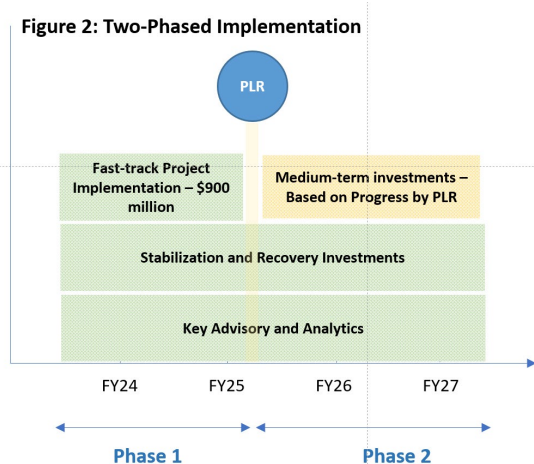 Figure 2: Two-Phased Implementation
PLR
Fast-track Project
Implementation – $900
million
Medium-term investments –
Based on Progress by PLR
Stabilization and Recovery Investments
Key Advisory and Analytics
FY24
FY25
FY26
FY27
Phase 1
Phase 2